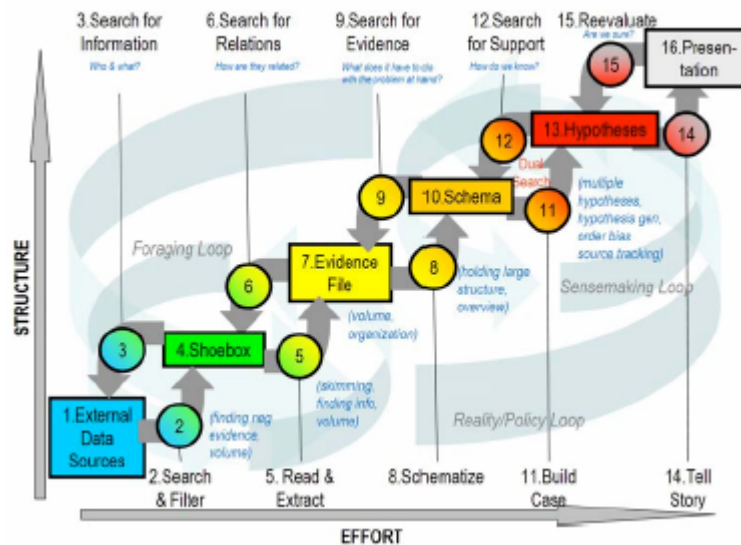 3.Search for
Information
Who & what?
6.Search for
Relations
How are they related?
9.Search for
Evidence
What does it have to do
with the problem at hand?
12.Search
for Support
How do we know?
15.Reevaluate
Are we sure?
15
16.Presen-
tation
12
13.Hypotheses
14
Dual
Search
9
10.Schema
11
(multiple
hypotheses,
hypothesis gen,
order bias
source tracking)
Foraging Loop
7.Evidence
File
8
(holding large
structure,
overview)
Sensemaking Loop
6
(volume,
organization)
3
4.Shoebox
5
(skimming,
finding info,
volume)
1.External
Data
Sources
2
(finding neg
evidence,
volume)
Reality/Policy Loop
2.Search
& Filter
5. Read &
Extract
8.Schematize
11.Build
Case
14.Tell
Story
STRUCTURE
EFFORT